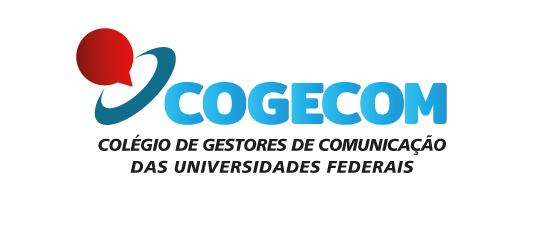 COGECOM
COLÉGIO DE GESTORES DE COMUNICAÇÃO
DAS UNIVERSIDADES FEDERAIS